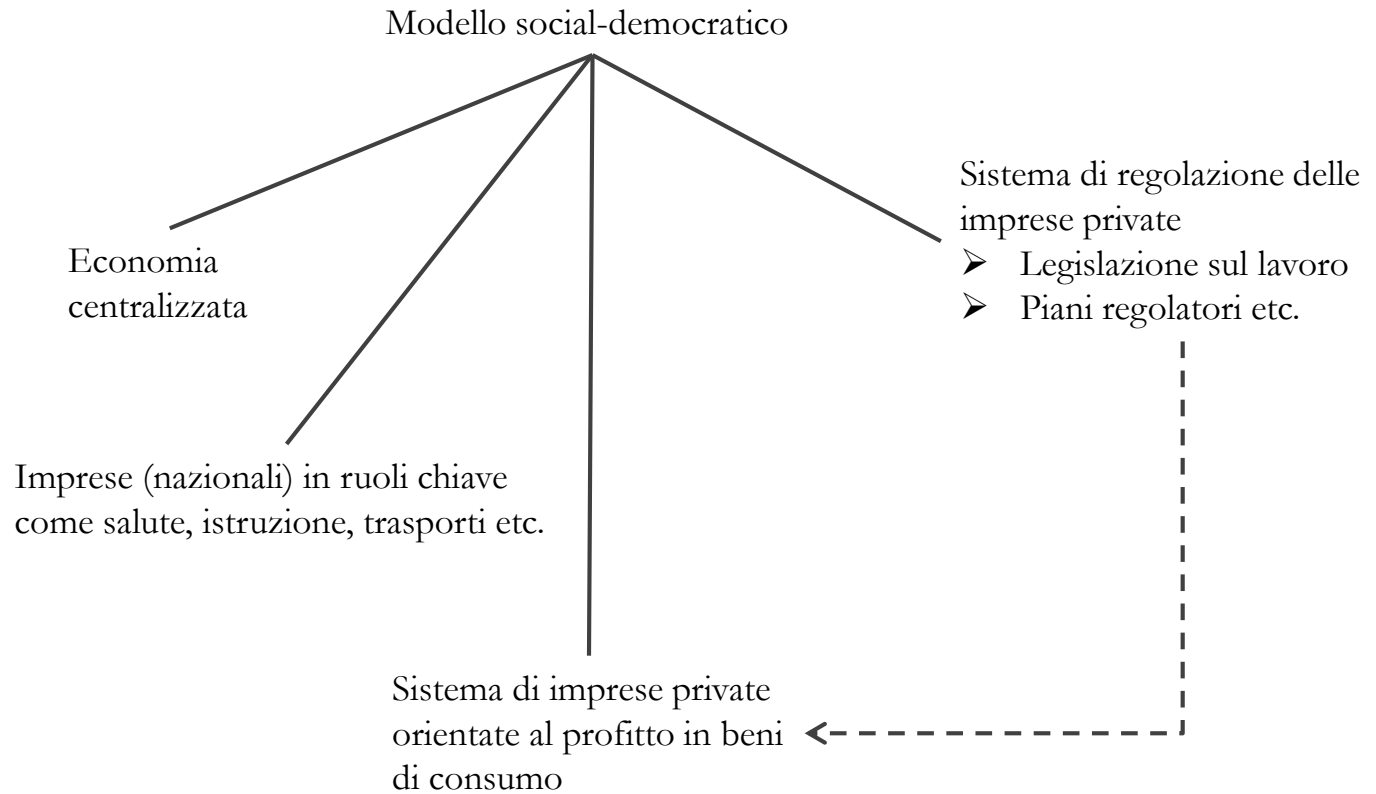 Modello social-democratico
Economia
centralizzata
Imprese (nazionali) in ruoli chiave
come salute, istruzione, trasporti etc.
Sistema di imprese private
orientate al profitto in beni
di consumo
Sistema di regolazione delle
imprese private
➢ Legislazione sul lavoro
➢ Piani regolatori etc.